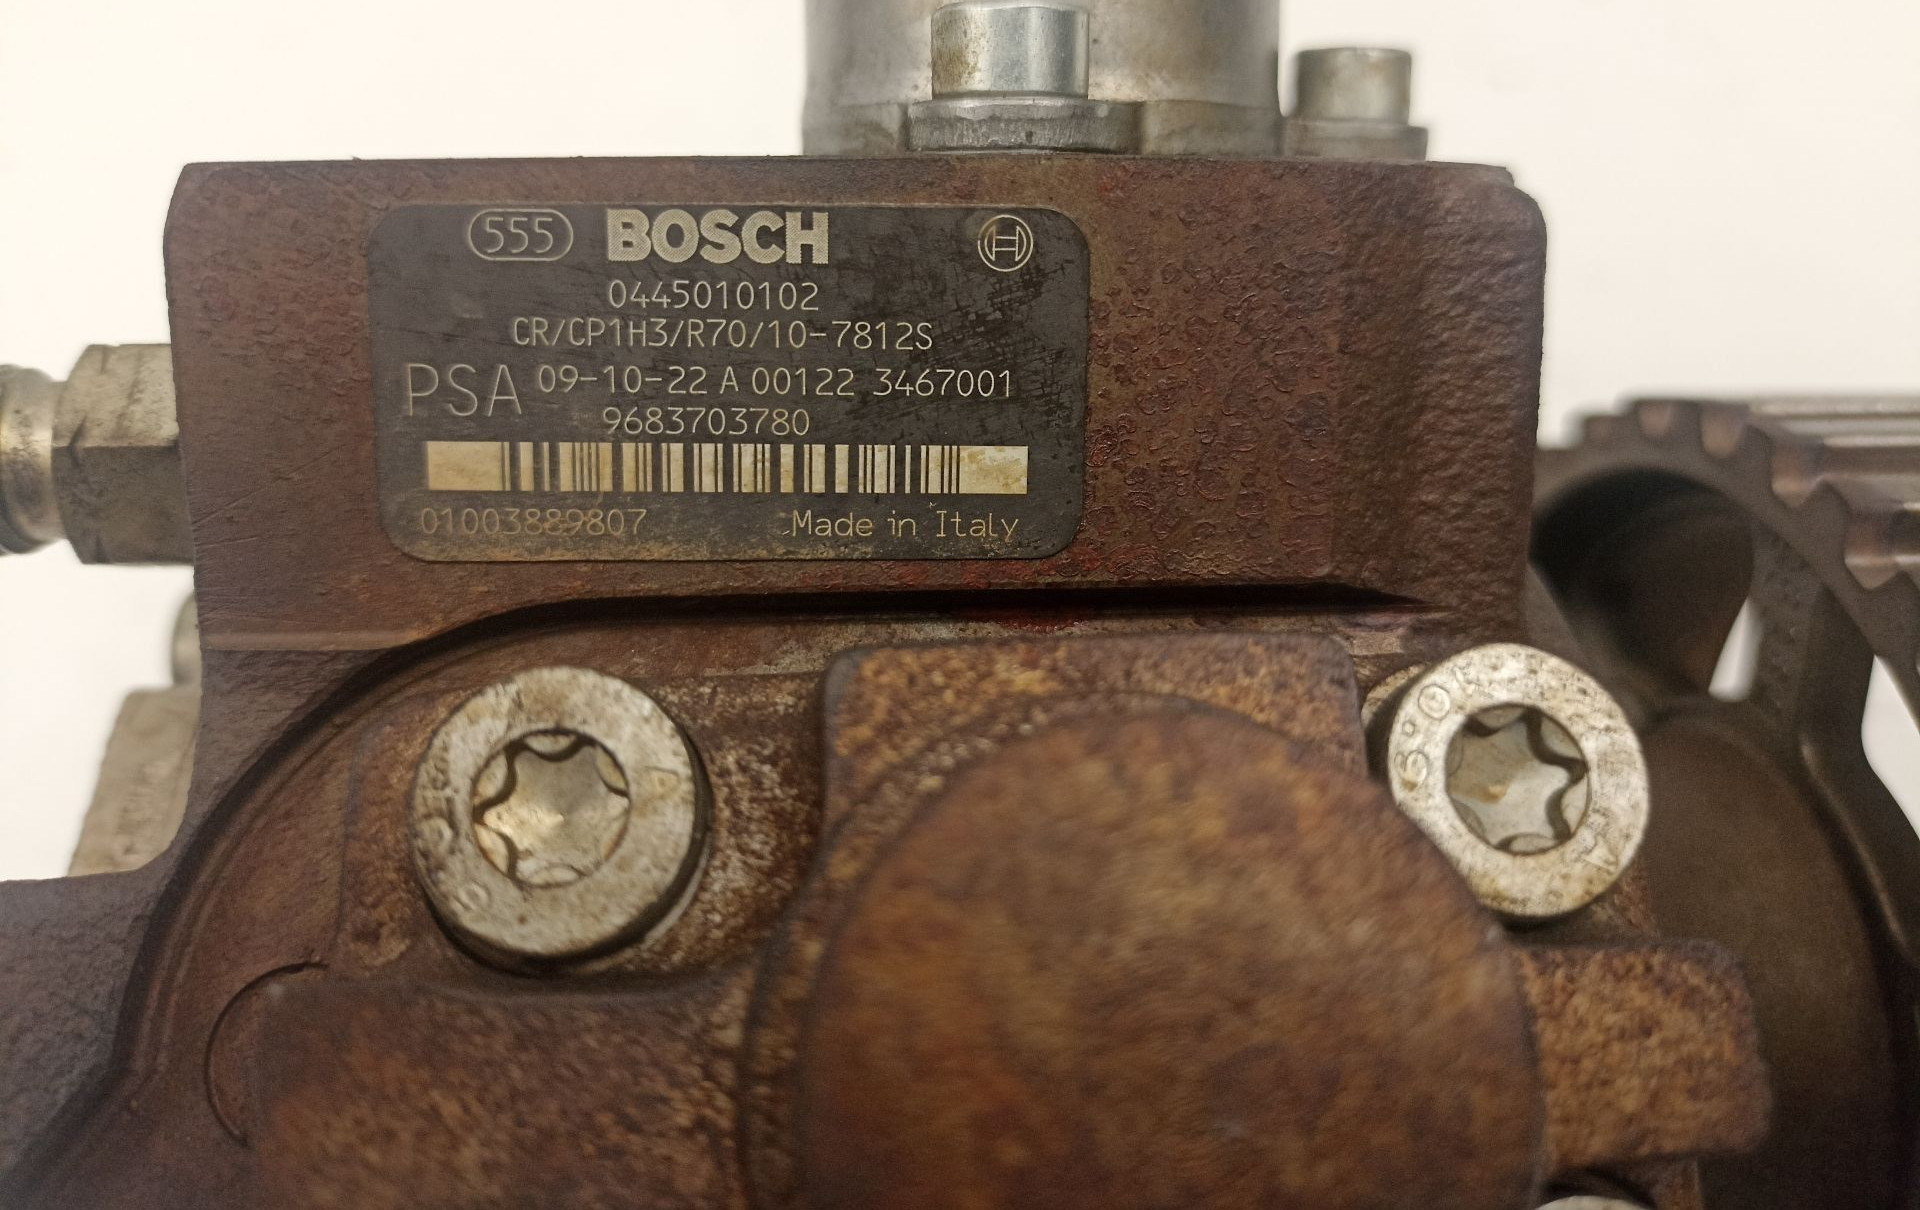 555 BOSCH
0445010102
CR/CP1H3/R70/10-7812S
PSA 09-10-22 A 00122 3467001
9683703780
01003889807 Made in Italy